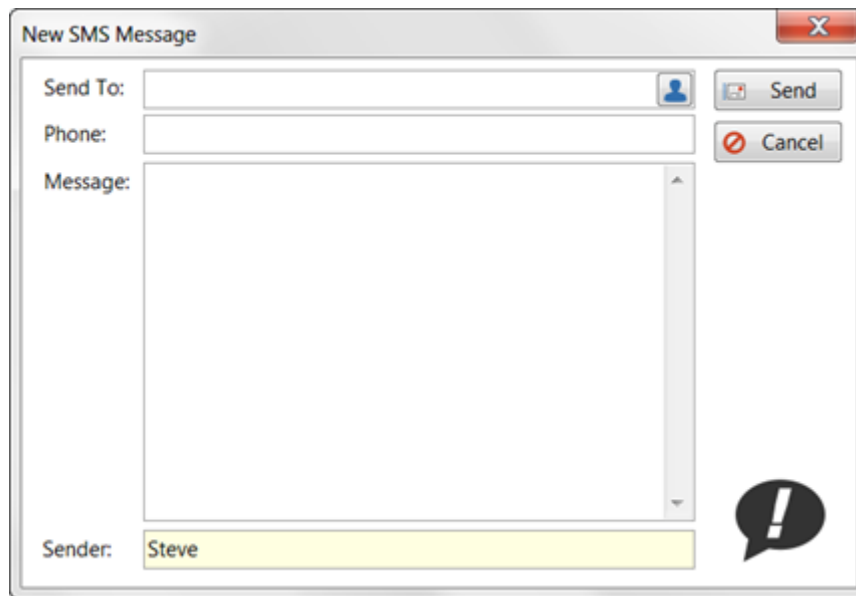 New SMS Message
Send To:
Send
Phone:
Cancel
Message:
Sender: Steve